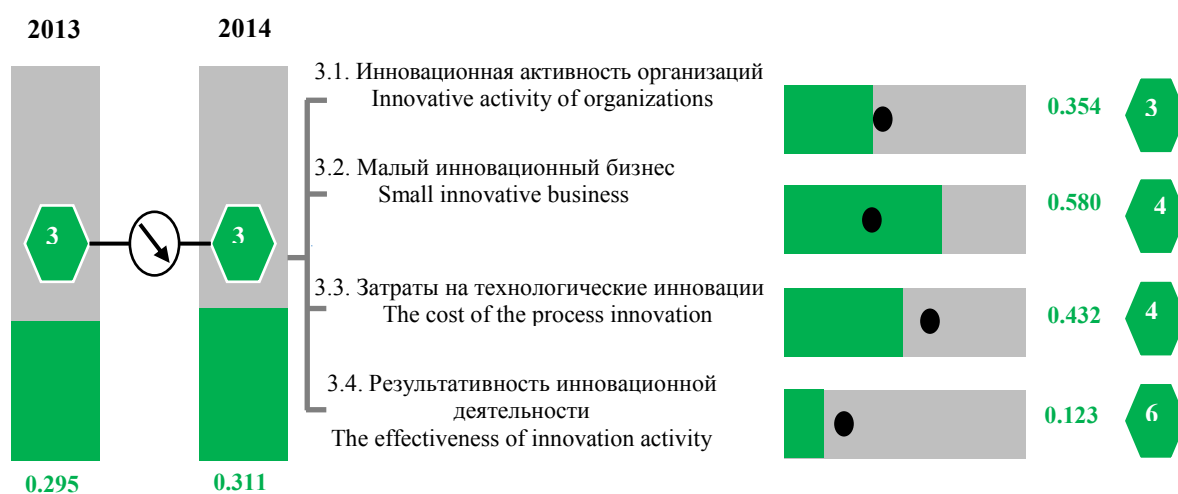 2013
2014
3.1. Инновационная активность организаций
Innovative activity of organizations
0.354
3
3.2. Малый инновационный бизнес
Small innovative business
0.580
4
3
3
3.3. Затраты на технологические инновации
The cost of the process innovation
0.432
4
3.4. Результативность инновационной
деятельности
The effectiveness of innovation activity
0.123
6
0.295
0.311